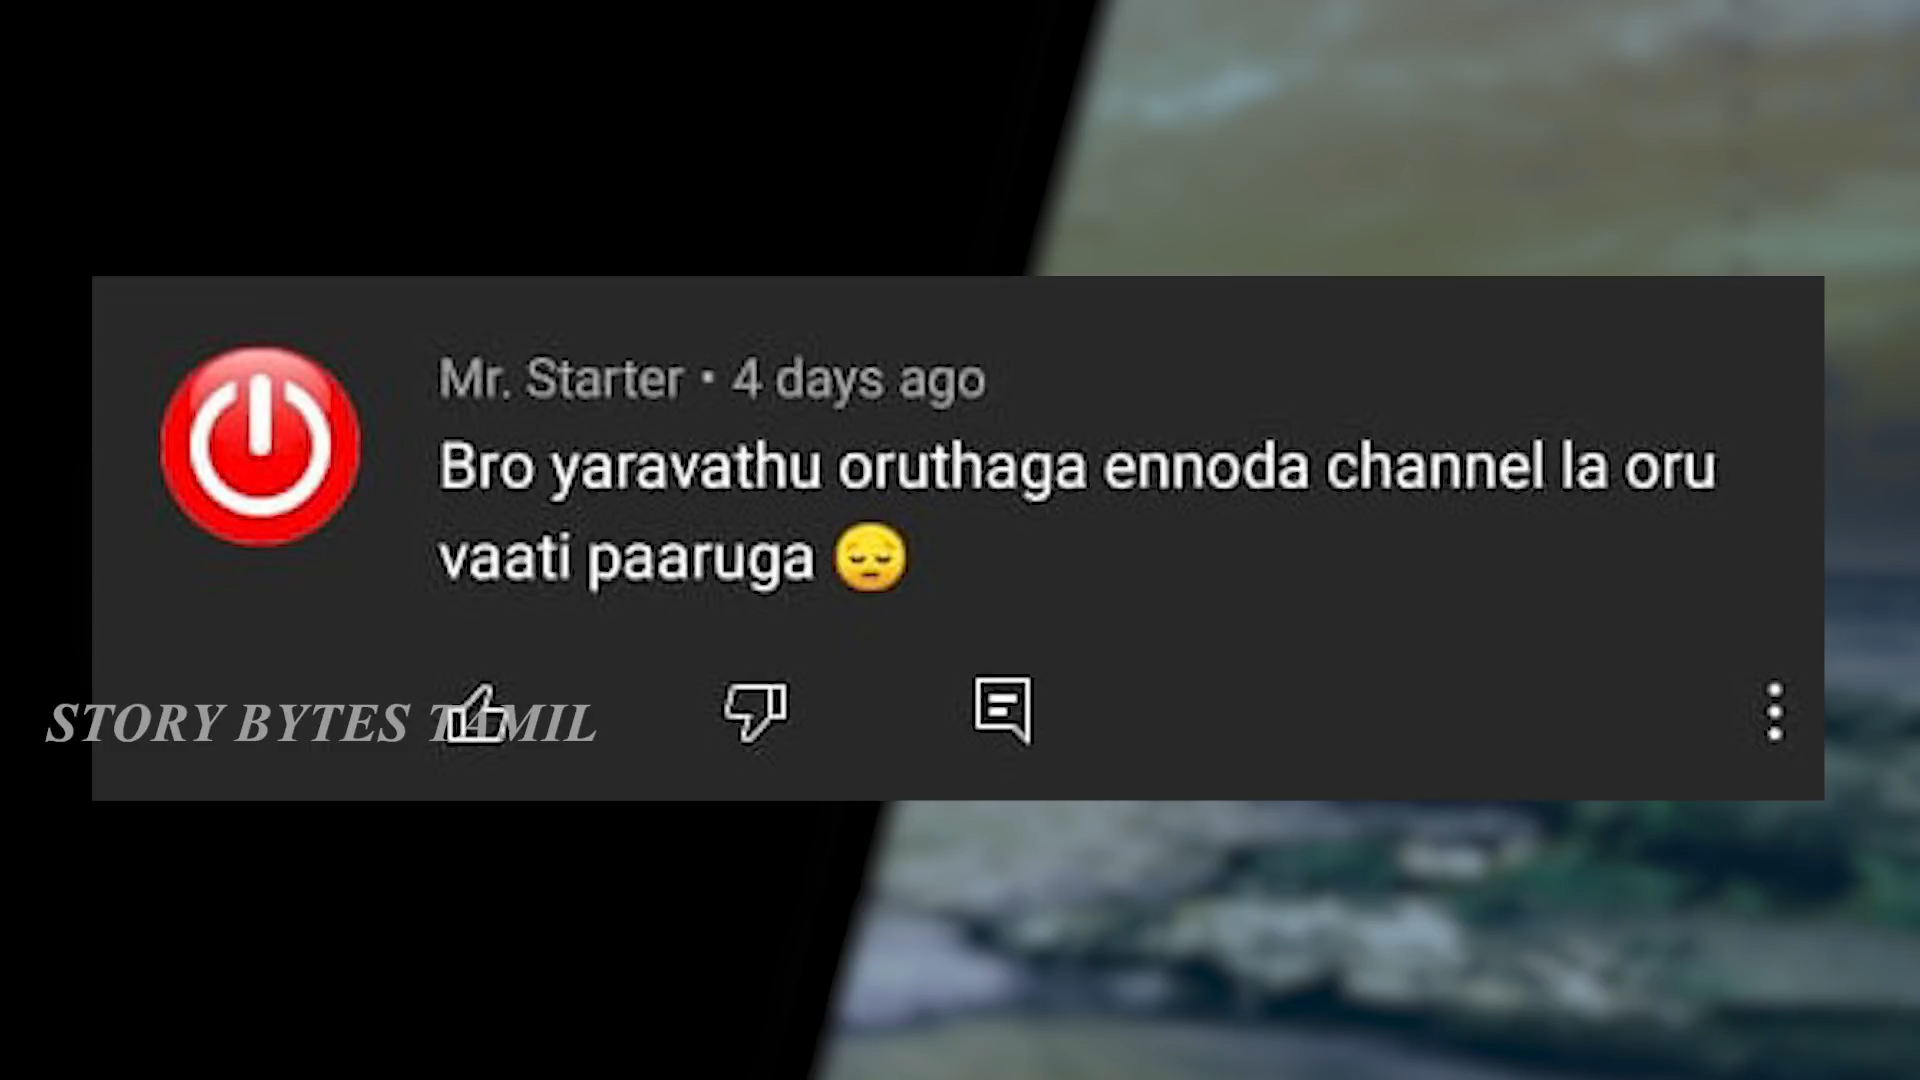 Mr. Starter • 4 days ago
Bro yaravathu oruthaga ennoda channel la oru
vaati paaruga 😔
STORY BYTES TAMIL